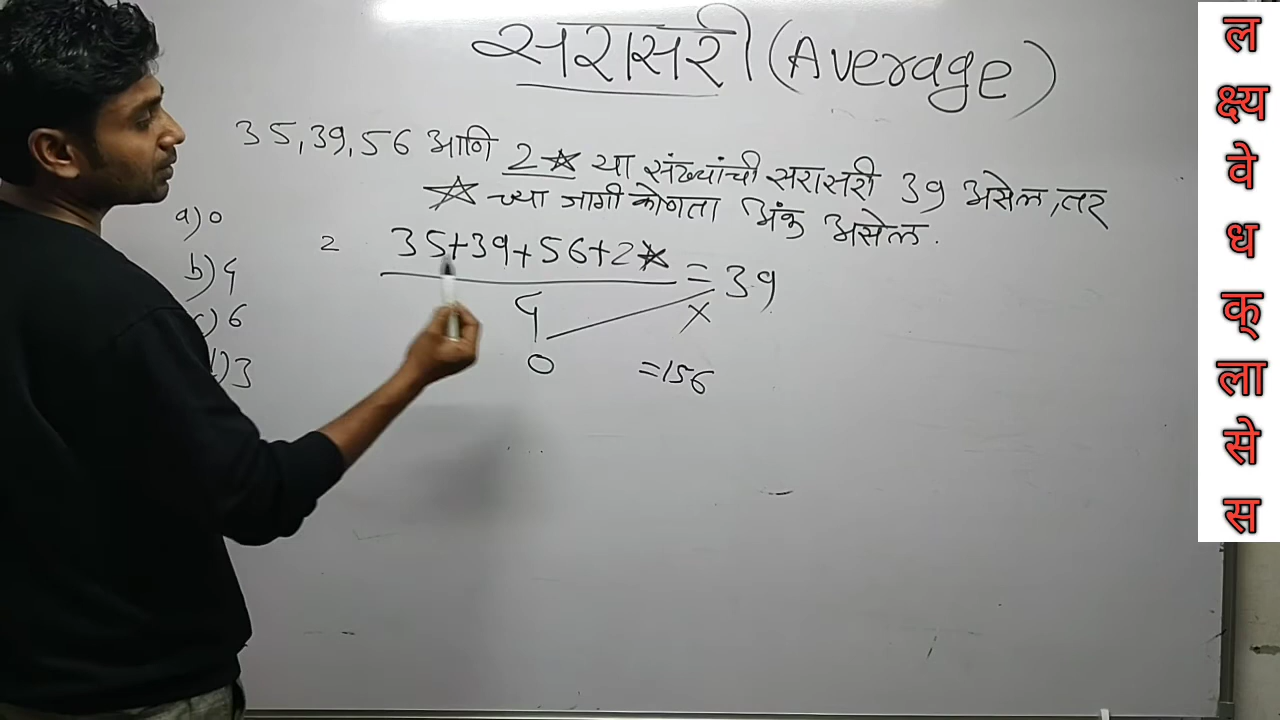 सरासरी (Average)
35, 39, 56 आणि 2☆ या संख्यांची सरासरी 39 असेल, तर
☆ च्या जागी कोणता अंक असेल.
a) 0
b) 4
c) 6
d) 3
2 35+39+56+2☆ = 39
4 X
0 =156
ल
क्ष्य
वे
ध
क्
ला
से
स